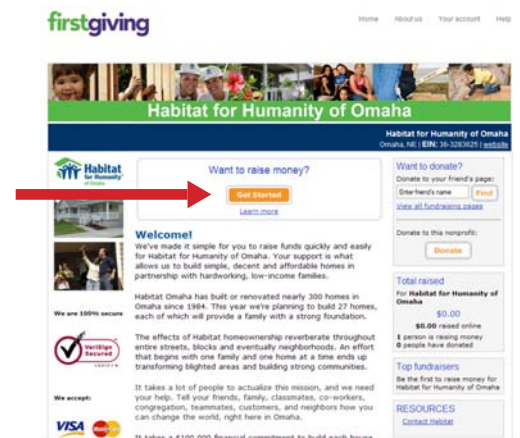 firstgiving
Home About us Your account Help
Habitat for Humanity of Omaha
Habitat for Humanity of Omaha
Omaha, NE | EIN: 36-3283625 | website
Habitat
for Humanity
of Omaha
Want to raise money?
Get Started
Learn more
Want to donate?
Donate to your friend's page:
Enter friend's name Find
View all fundraising pages
Donate to this nonprofit:
Donate
Welcome!
We've made it simple for you to raise funds quickly and easily
for Habitat for Humanity of Omaha. Your support is what
allows us to build simple, decent and affordable homes in
partnership with hardworking, low-income families.
Habitat Omaha has built or renovated nearly 300 homes in
Omaha since 1984. This year we're planning to build 27 homes,
each of which will provide a family with a strong foundation.
The effects of Habitat homeownership reverberate throughout
entire streets, blocks and eventually neighborhoods. An effort
that begins with one family and one home at a time ends up
transforming blighted areas and building strong communities.
It takes a lot of people to actualize this mission, and we need
your help. Tell your friends, family, classmates, co-workers,
congregation, teammates, customers, and neighbors how you
can change the world, right here in Omaha.
It takes a $100,000 financial commitment to build each house
We are 100% secure
VeriSign
Secured
VERIFY
We accept:
VISA
MasterCard
Total raised
For Habitat for Humanity of
Omaha
$0.00
$0.00 raised online
1 person is raising money
0 people have donated
Top fundraisers
Be the first to raise money for
Habitat for Humanity of Omaha
RESOURCES
Contact Habitat